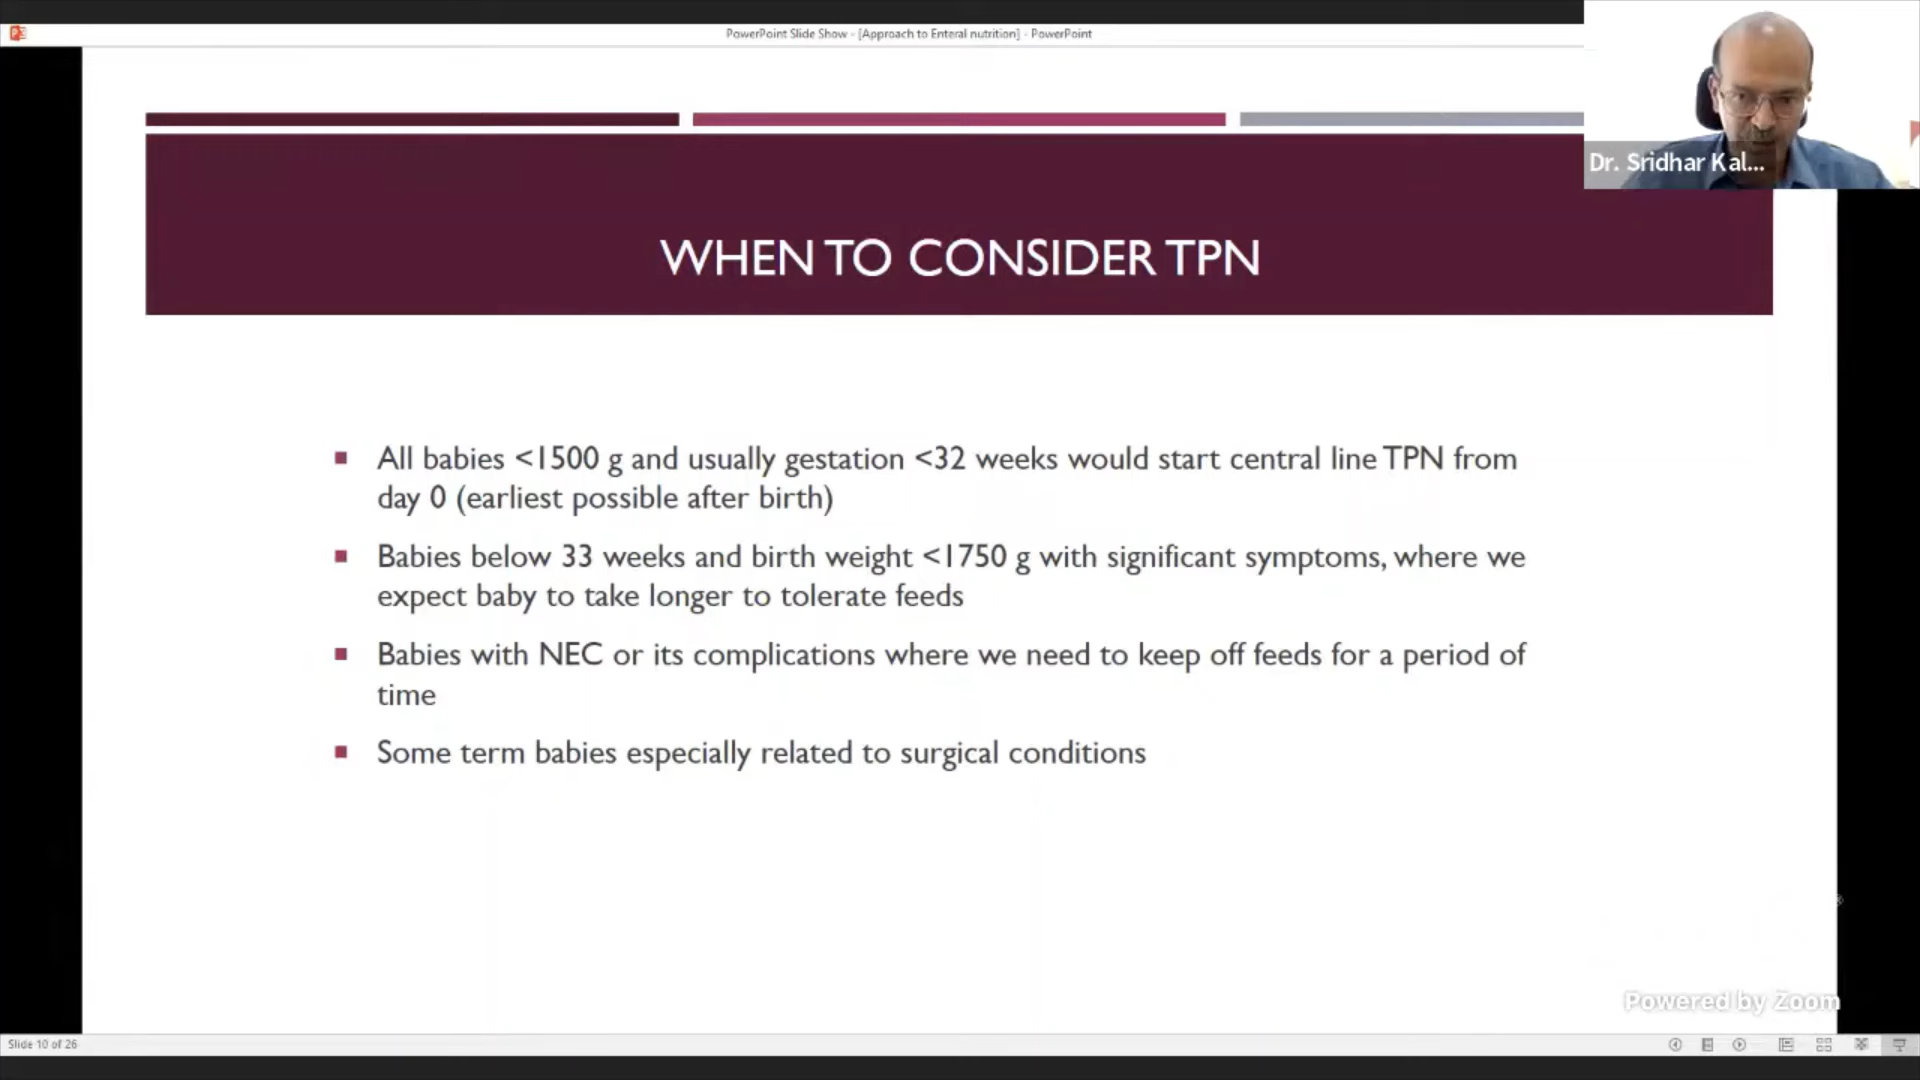 PowerPoint Slide Show - [Approach to Enteral nutrition] - PowerPoint
Dr. Sridhar Kal...
WHEN TO CONSIDER TPN
All babies <1500 g and usually gestation <32 weeks would start central line TPN from
day 0 (earliest possible after birth)
Babies below 33 weeks and birth weight <1750 g with significant symptoms, where we
expect baby to take longer to tolerate feeds
Babies with NEC or its complications where we need to keep off feeds for a period of
time
Some term babies especially related to surgical conditions
Powered by Zoom
Slide 10 of 26